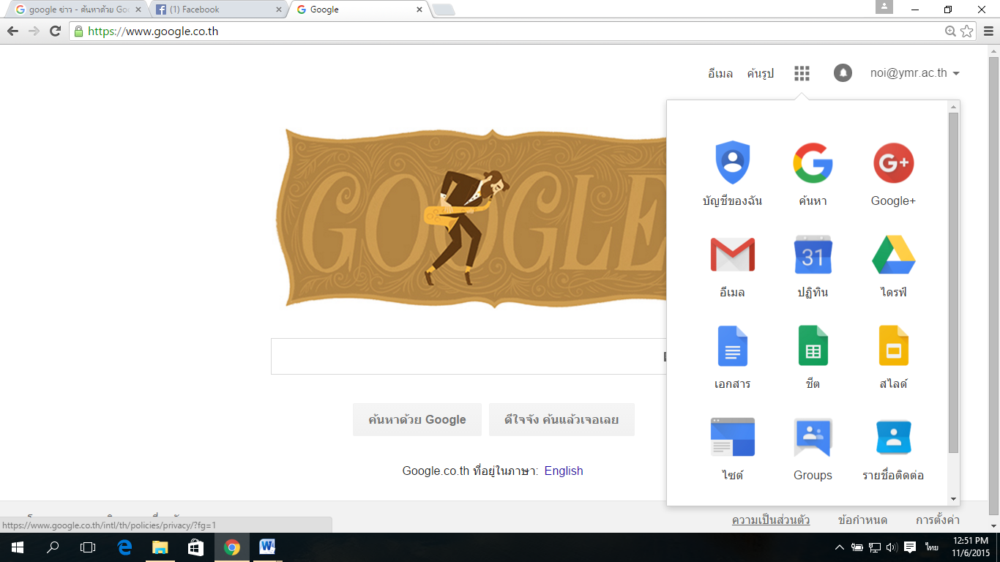 google ข่าว - ค้นหาด้วย Goo
(1) Facebook
Google
https://www.google.co.th
อีเมล ค้นรูป noi@ymr.ac.th
GOOGLE
บัญชีของฉัน ค้นหา Google+
31
อีเมล ปฏิทิน ไดรฟ์
เอกสาร ชีต สไลด์
ไซต์ Groups รายชื่อติดต่อ
ค้นหาด้วย Google ดีใจจัง ค้นแล้วเจอเลย
Google.co.th ที่อยู่ในภาษา: English
ความเป็นส่วนตัว ข้อกำหนด การตั้งค่า
https://www.google.co.th/intl/th/policies/privacy/?fg=1
ไทย
12:51 PM
11/6/2015